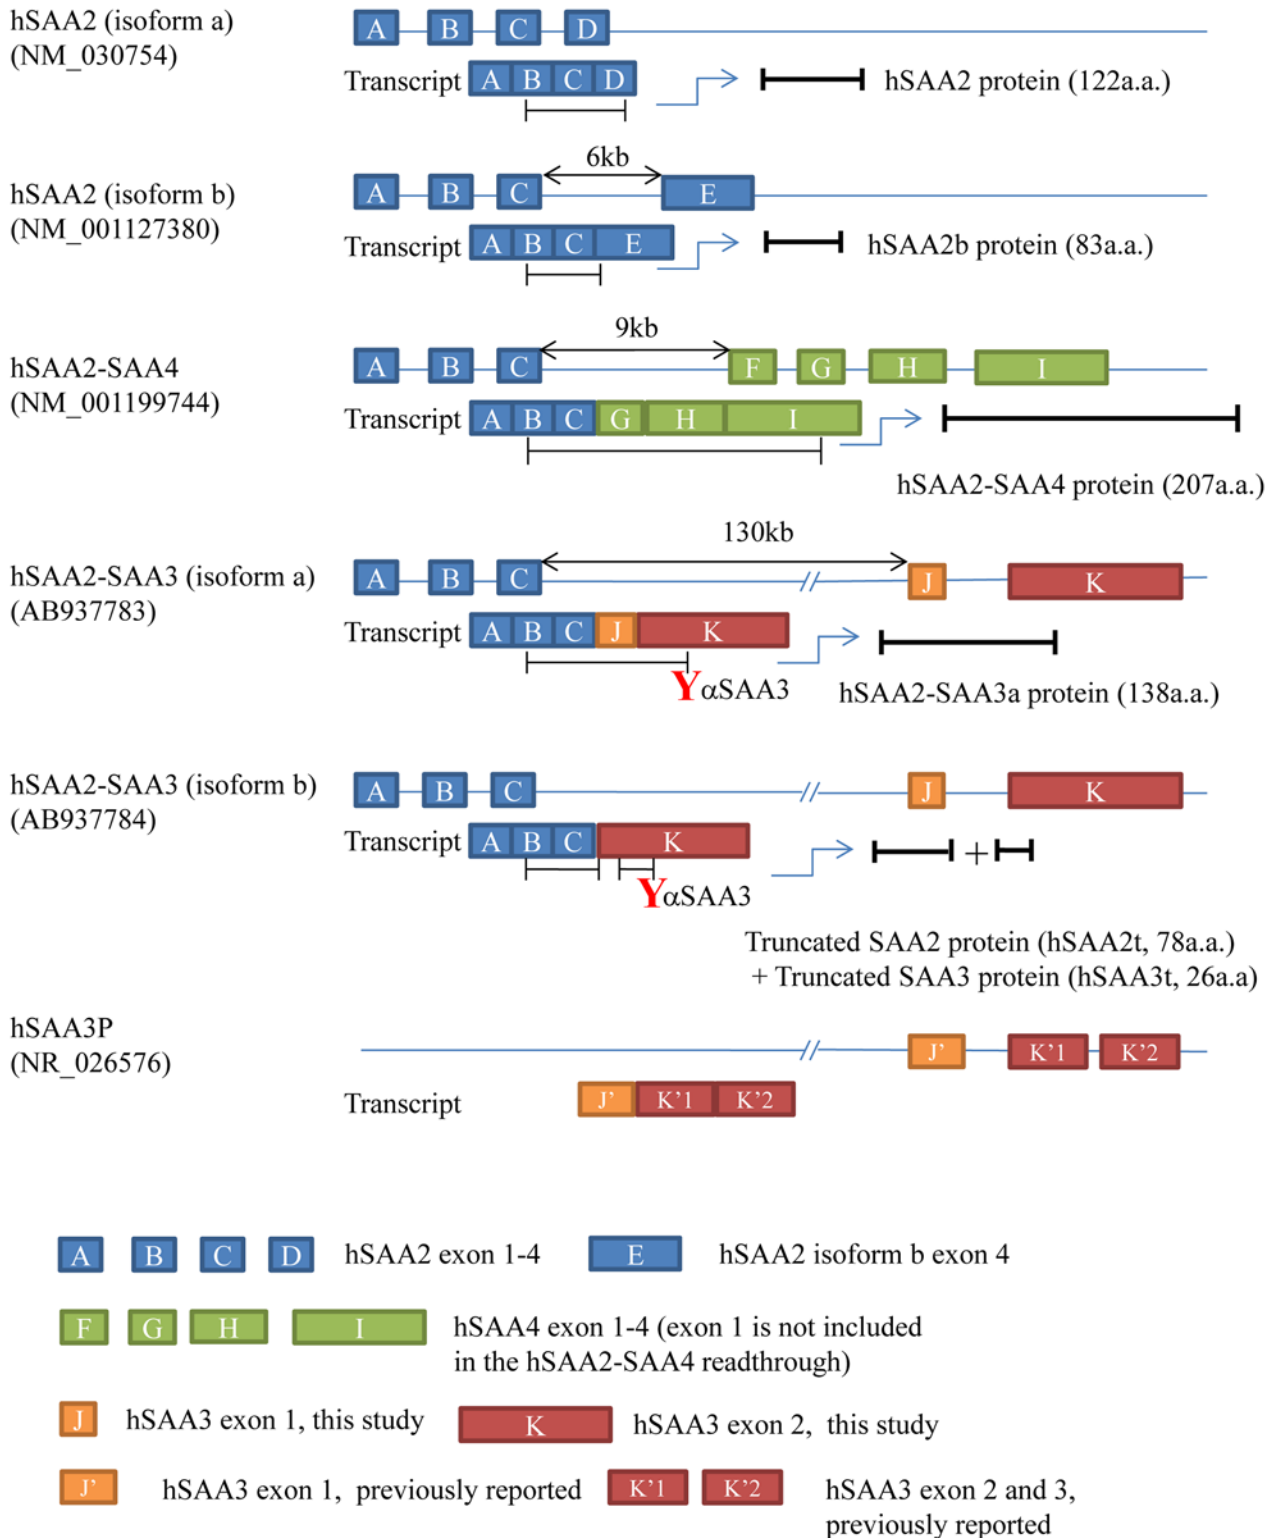 hSAA2 (isoform a)
(NM_030754)
A B C D
Transcript A B C D
hSAA2 protein (122a.a.)
hSAA2 (isoform b)
(NM_001127380)
6kb
A B C E
Transcript A B C E
hSAA2b protein (83a.a.)
hSAA2-SAA4
(NM_001199744)
9kb
A B C F G H I
Transcript A B C G H I
hSAA2-SAA4 protein (207a.a.)
hSAA2-SAA3 (isoform a)
(AB937783)
130kb
A B C // J K
Transcript A B C J K
YαSAA3
hSAA2-SAA3a protein (138a.a.)
hSAA2-SAA3 (isoform b)
(AB937784)
A B C // J K
Transcript A B C K
+
YαSAA3
Truncated SAA2 protein (hSAA2t, 78a.a.)
+ Truncated SAA3 protein (hSAA3t, 26a.a)
hSAA3P
(NR_026576)
// J' K'1 K'2
Transcript J' K'1 K'2
A B C D hSAA2 exon 1-4 E hSAA2 isoform b exon 4
F G H I hSAA4 exon 1-4 (exon 1 is not included
in the hSAA2-SAA4 readthrough)
J hSAA3 exon 1, this study K hSAA3 exon 2, this study
J' hSAA3 exon 1, previously reported K'1 K'2 hSAA3 exon 2 and 3,
previously reported